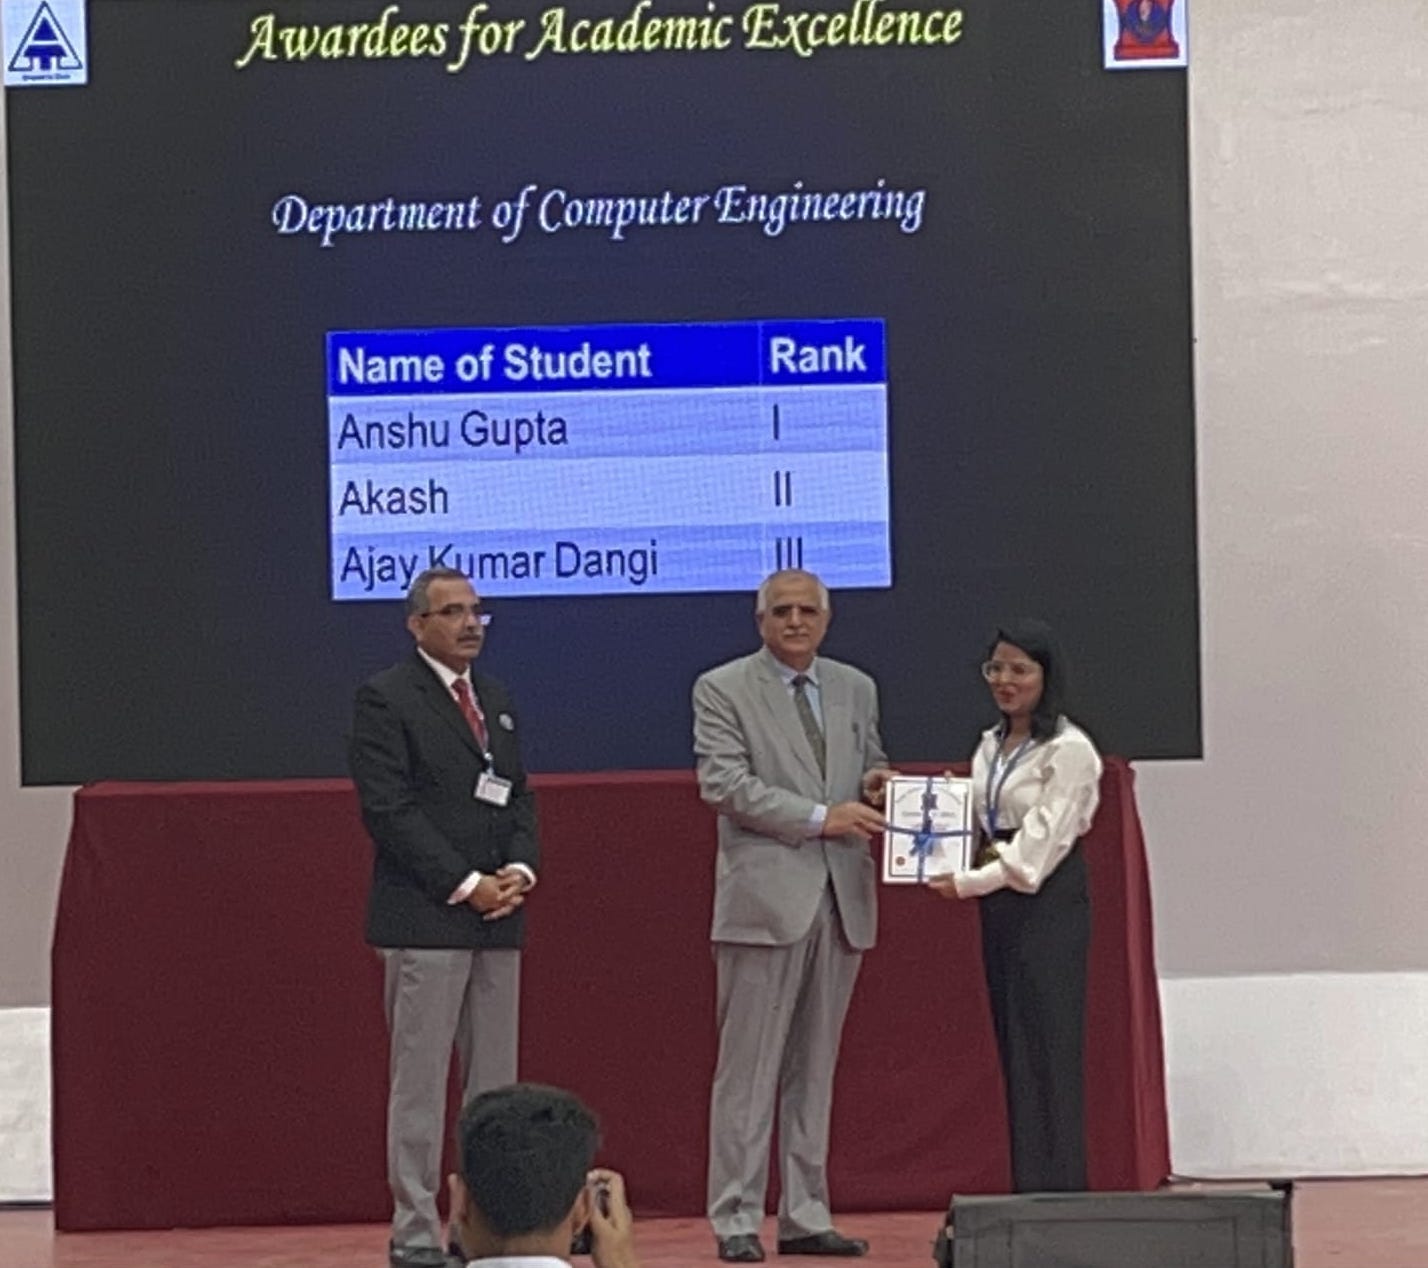 Awardees for Academic Excellence
Department of Computer Engineering
Name of Student Rank
Anshu Gupta I
Akash II
Ajay Kumar Dangi III